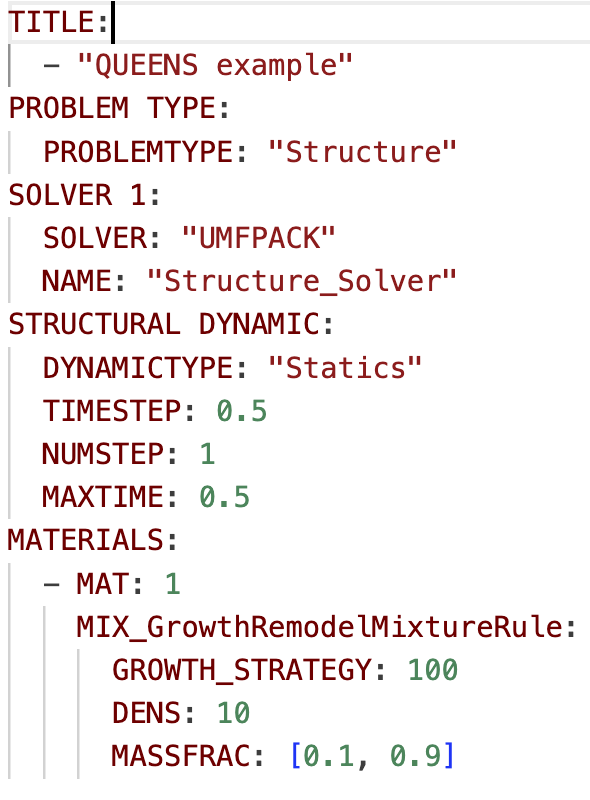 TITLE:
  - "QUEENS example"
PROBLEM TYPE:
  PROBLEMTYPE: "Structure"
SOLVER 1:
  SOLVER: "UMFPACK"
  NAME: "Structure_Solver"
STRUCTURAL DYNAMIC:
  DYNAMICTYPE: "Statics"
  TIMESTEP: 0.5
  NUMSTEP: 1
  MAXTIME: 0.5
MATERIALS:
  - MAT: 1
    MIX_GrowthRemodelMixtureRule:
      GROWTH_STRATEGY: 100
      DENS: 10
      MASSFRAC: [0.1, 0.9]